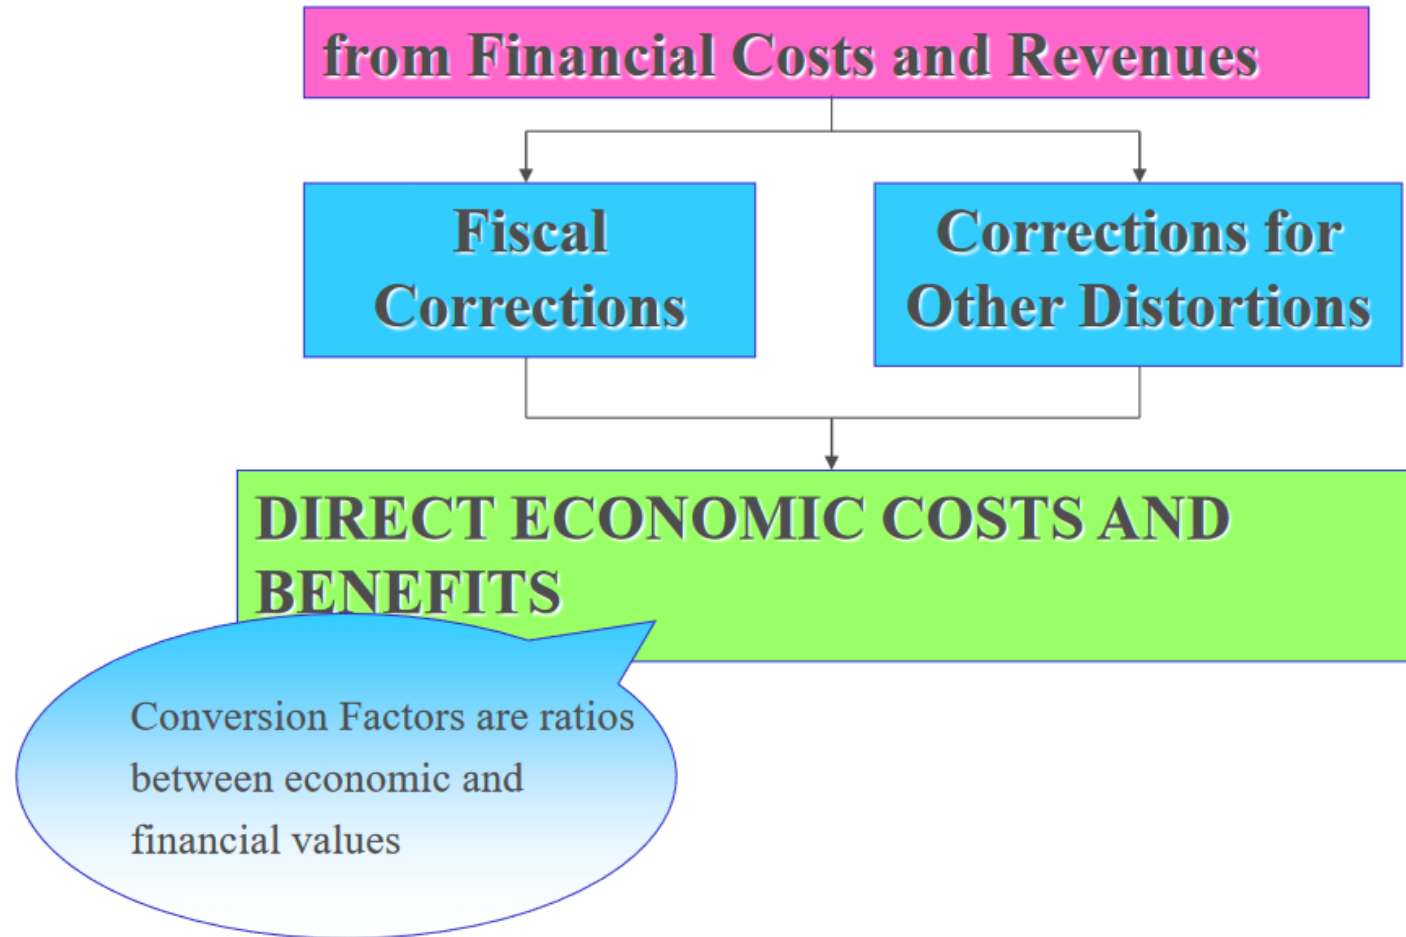 from Financial Costs and Revenues
Fiscal
Corrections
Corrections for
Other Distortions
DIRECT ECONOMIC COSTS AND
BENEFITS
Conversion Factors are ratios
between economic and
financial values